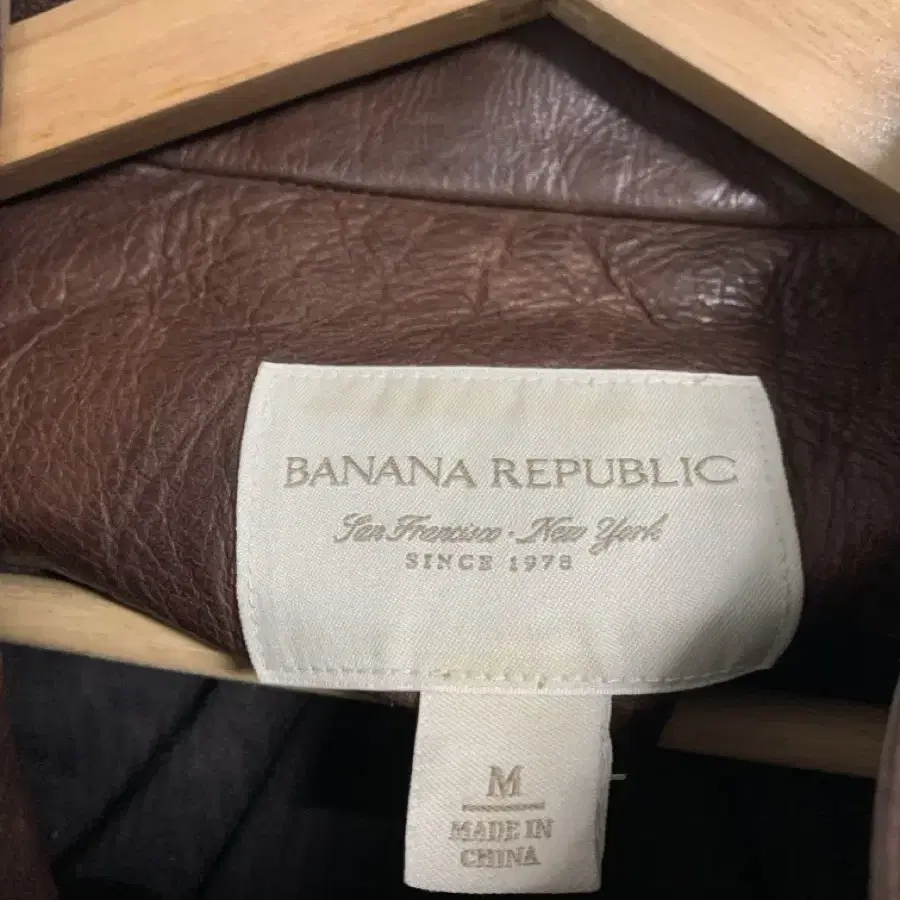 BANANA REPUBLIC
San Francisco · New York
SINCE 1978
M
MADE IN
CHINA